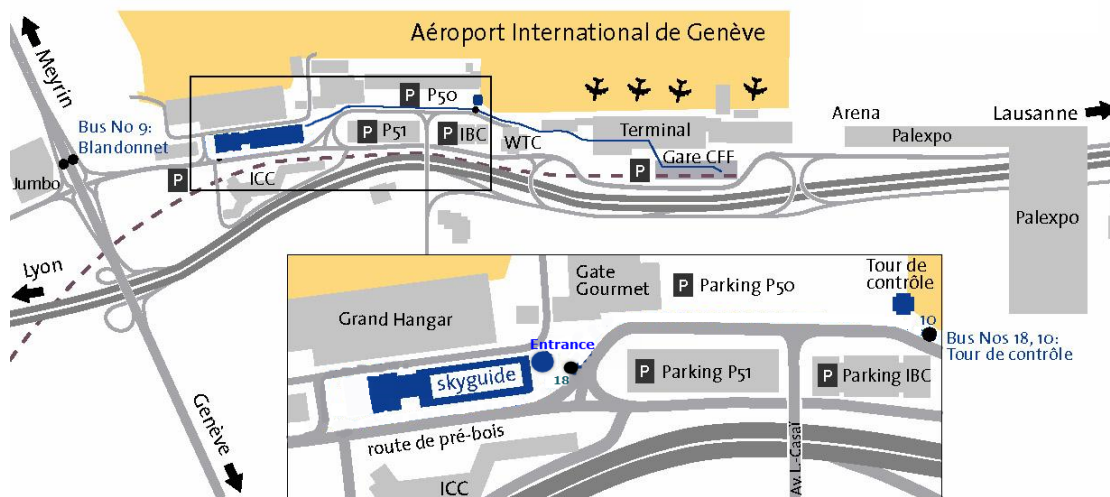 Aéroport International de Genève
Meyrin
Bus No 9:
Blandonnet
Jumbo
P
ICC
P P50
P P51
P IBC
WTC
Terminal
P
Gare CFF
Arena
Palexpo
Lausanne
Palexpo
Lyon
Genève
Grand Hangar
Gate
Gourmet
P Parking P50
Tour de
contrôle
10
Bus Nos 18, 10:
Tour de contrôle
Entrance
18
skyguide
P Parking P51
P Parking IBC
route de pré-bois
ICC
Av. L.-Casaï